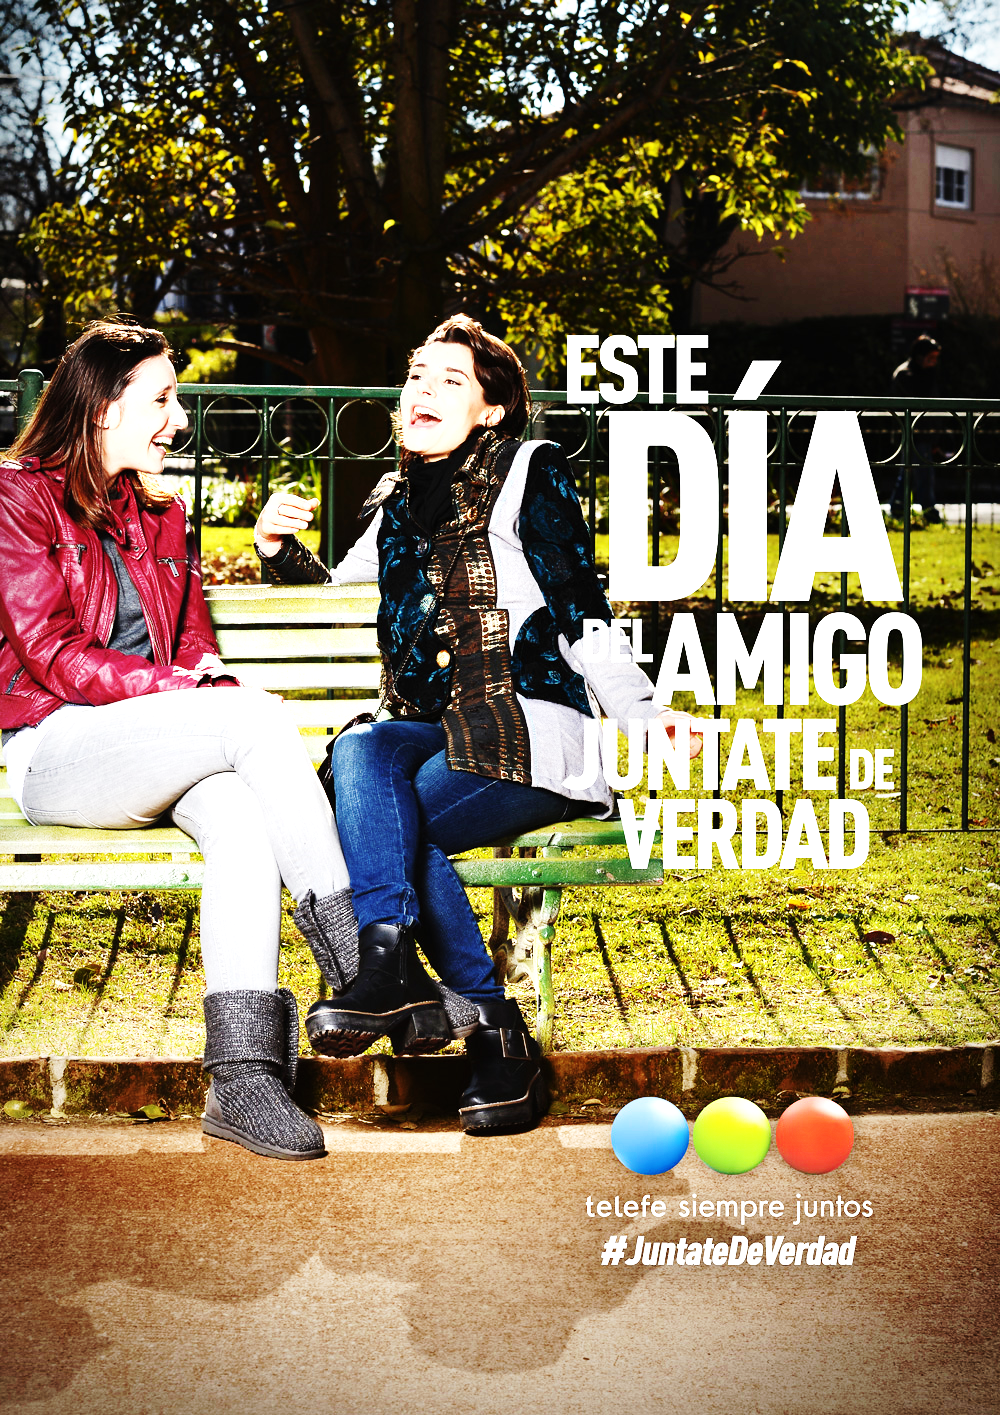 ESTE
DÍA
DEL AMIGO
JUNTATE DE
VERDAD
telefe siempre juntos
#JuntateDeVerdad